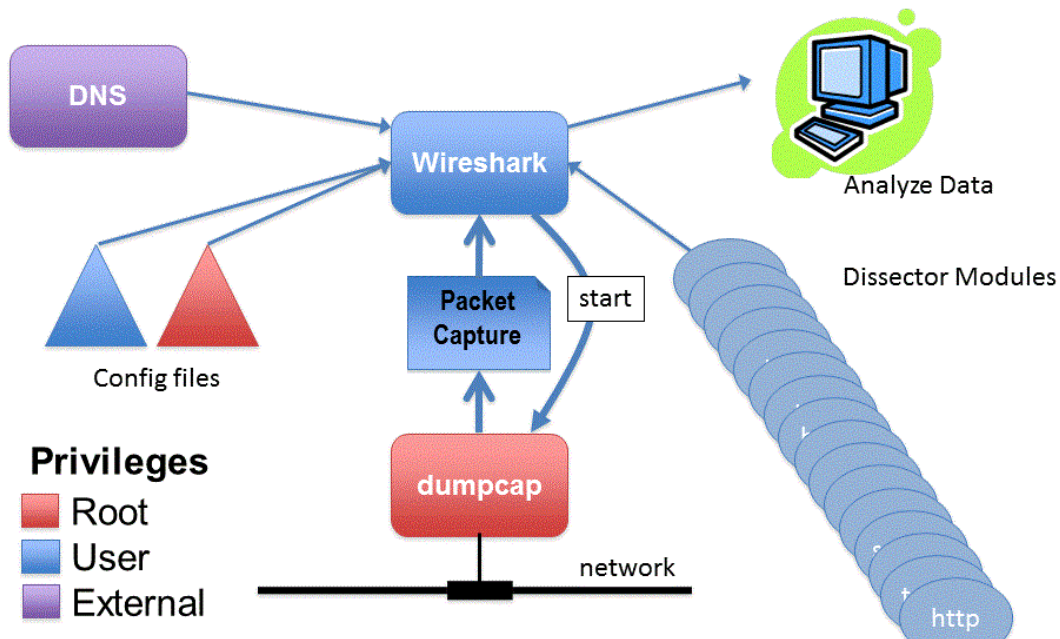 DNS
Wireshark
Analyze Data
Dissector Modules
Packet
Capture
start
Config files
dumpcap
Privileges
Root
User
External
network
http